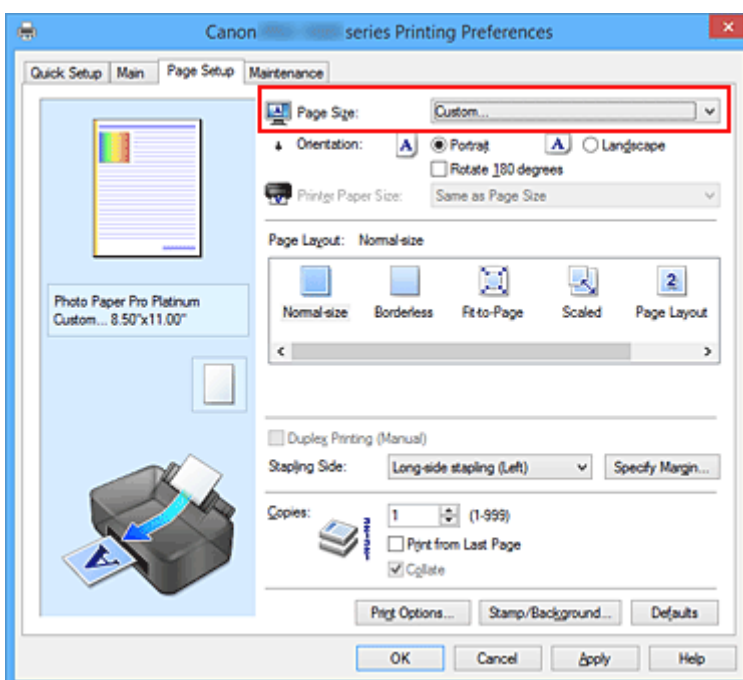 Canon series Printing Preferences
Quick Setup Main Page Setup Maintenance
Page Size: Custom...
Orientation: A Portrait A Landscape
Rotate 180 degrees
Printer Paper Size: Same as Page Size
Page Layout: Normal-size
2
Normal-size Borderless Fit-to-Page Scaled Page Layout
Photo Paper Pro Platinum
Custom... 8.50"x11.00"
Duplex Printing (Manual)
Stapling Side: Long-side stapling (Left) Specify Margin...
Copies: 1 (1-999)
Print from Last Page
Collate
A
Print Options... Stamp/Background... Defaults
OK Cancel Apply Help